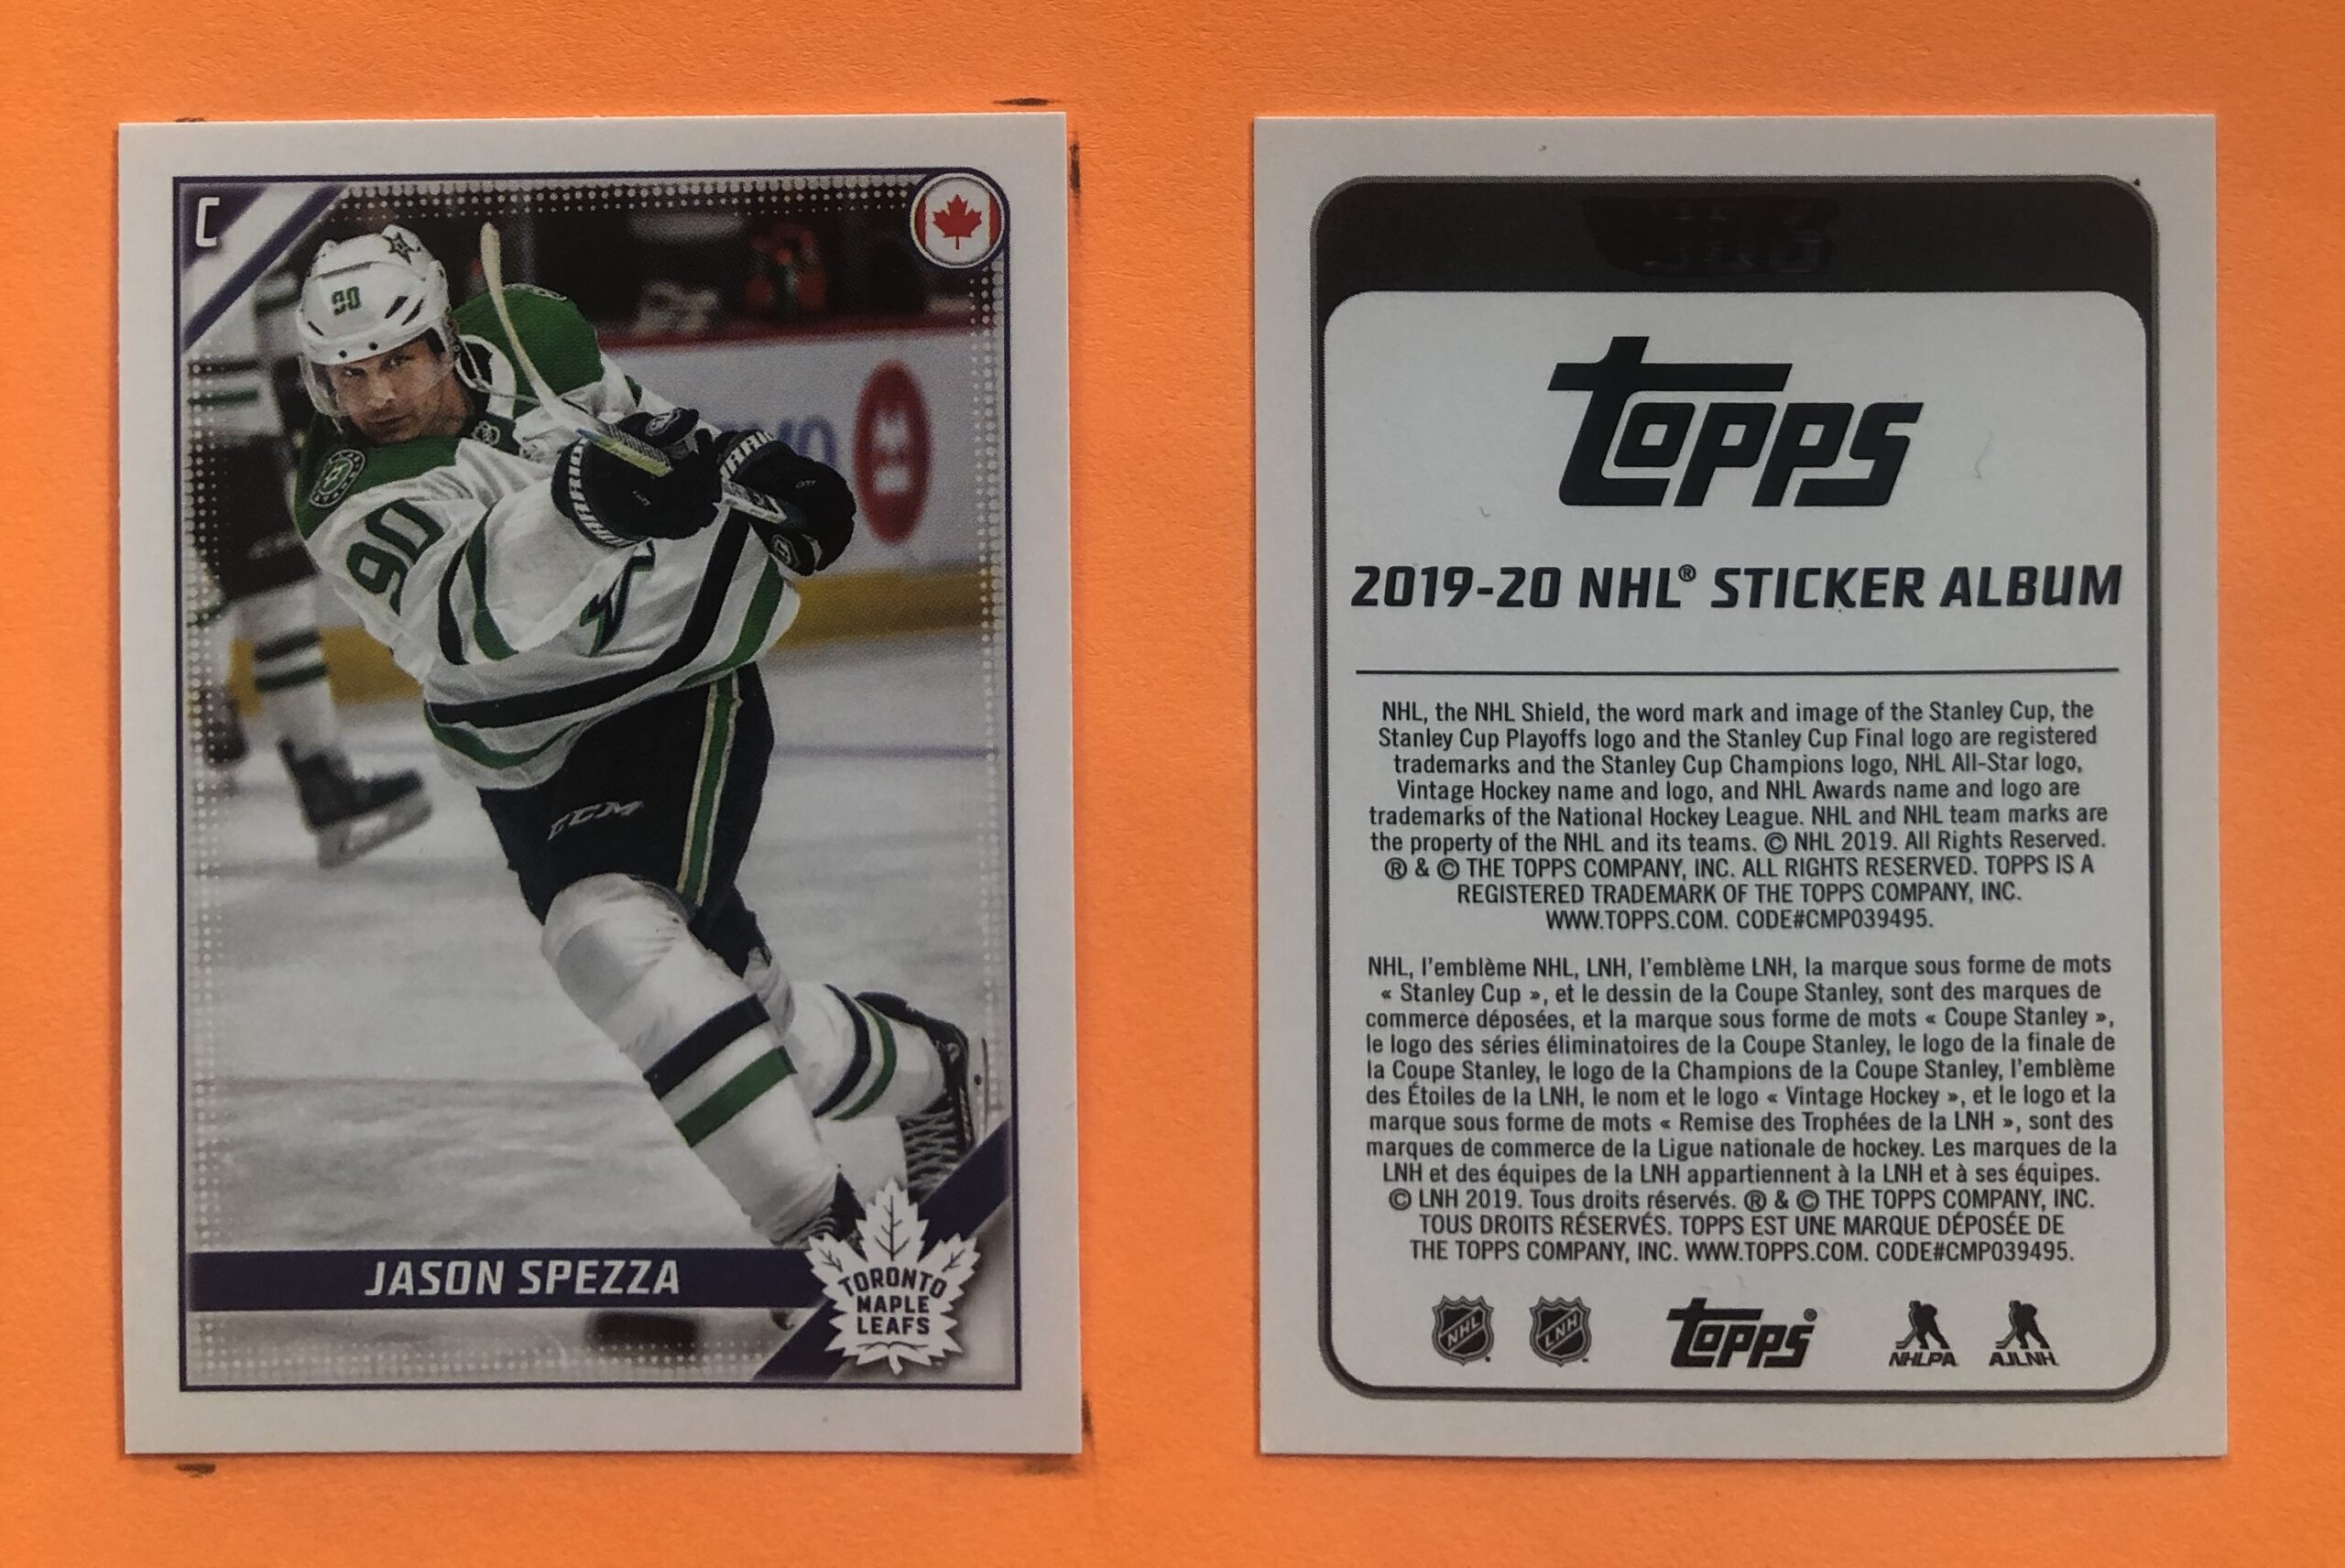 C
90
90
CCM
JASON SPEZZA
TORONTO
MAPLE
LEAFS
TOPPS
2019-20 NHL® STICKER ALBUM
NHL, the NHL Shield, the word mark and image of the Stanley Cup, the
Stanley Cup Playoffs logo and the Stanley Cup Final logo are registered
trademarks and the Stanley Cup Champions logo, NHL All-Star logo,
Vintage Hockey name and logo, and NHL Awards name and logo are
trademarks of the National Hockey League. NHL and NHL team marks are
the property of the NHL and its teams. © NHL 2019. All Rights Reserved.
® & © THE TOPPS COMPANY, INC. ALL RIGHTS RESERVED. TOPPS IS A
REGISTERED TRADEMARK OF THE TOPPS COMPANY, INC.
WWW.TOPPS.COM. CODE#CMP039495.
NHL, l'emblème NHL, LNH, l'emblème LNH, la marque sous forme de mots
« Stanley Cup », et le dessin de la Coupe Stanley, sont des marques de
commerce déposées, et la marque sous forme de mots « Coupe Stanley »,
le logo des séries éliminatoires de la Coupe Stanley, le logo de la finale de
la Coupe Stanley, le logo de la Champions de la Coupe Stanley, l'emblème
des Étoiles de la LNH, le nom et le logo « Vintage Hockey », et le logo et la
marque sous forme de mots « Remise des Trophées de la LNH », sont des
marques de commerce de la Ligue nationale de hockey. Les marques de la
LNH et des équipes de la LNH appartiennent à la LNH et à ses équipes.
© LNH 2019. Tous droits réservés. ® & © THE TOPPS COMPANY, INC.
TOUS DROITS RÉSERVÉS. TOPPS EST UNE MARQUE DÉPOSÉE DE
THE TOPPS COMPANY, INC. WWW.TOPPS.COM. CODE#CMP039495.
NHL LNH TOPPS® NHLPA AJLNH